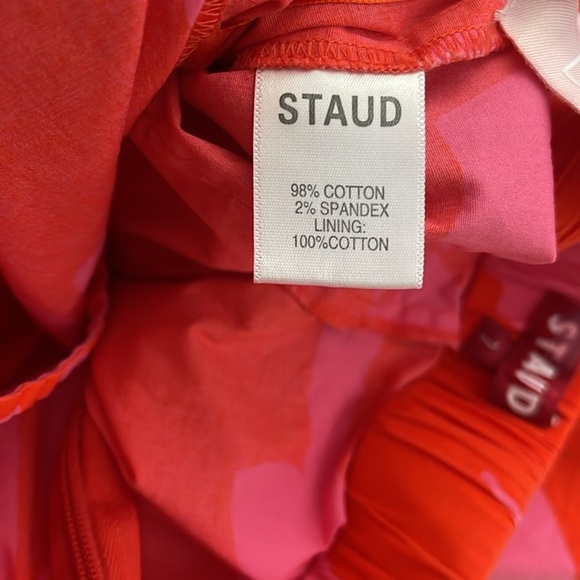 STAUD
98% COTTON
2% SPANDEX
LINING:
100%COTTON
STAUD